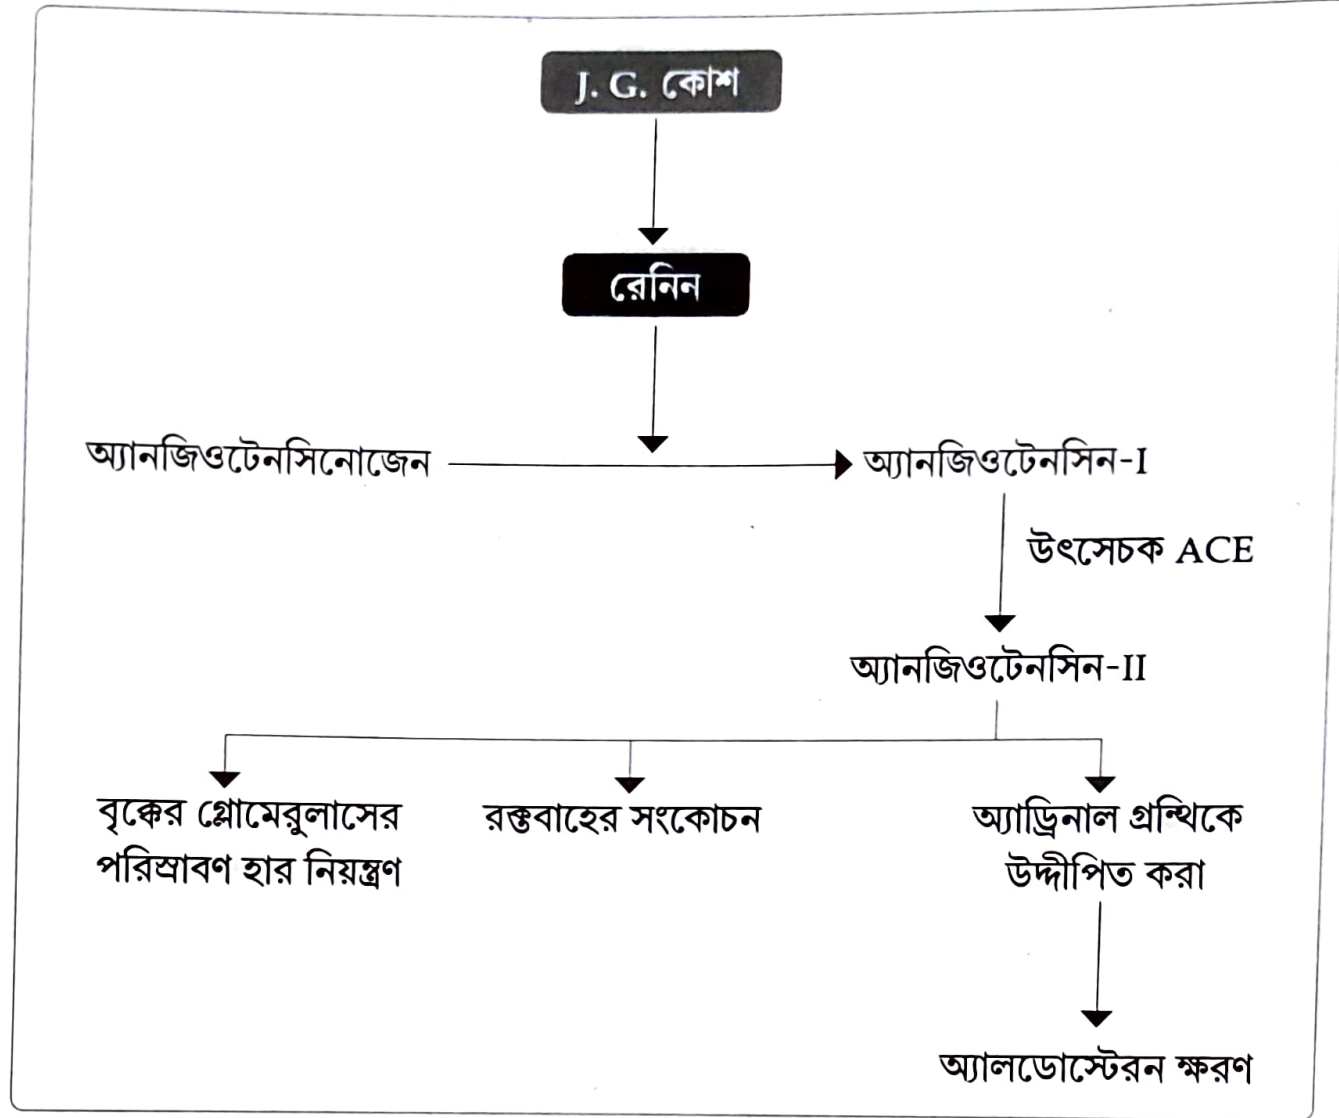 J. G. কোশ
রেনিন
অ্যানজিওটেনসিনোজেন
অ্যানজিওটেনসিন-I
উৎসেচক ACE
অ্যানজিওটেনসিন-II
বৃক্কের গ্লোমেরুলাসের
পরিস্রাবণ হার নিয়ন্ত্রণ
রক্তবাহের সংকোচন
অ্যাড্রিনাল গ্রন্থিকে
উদ্দীপিত করা
অ্যালডোস্টেরন ক্ষরণ